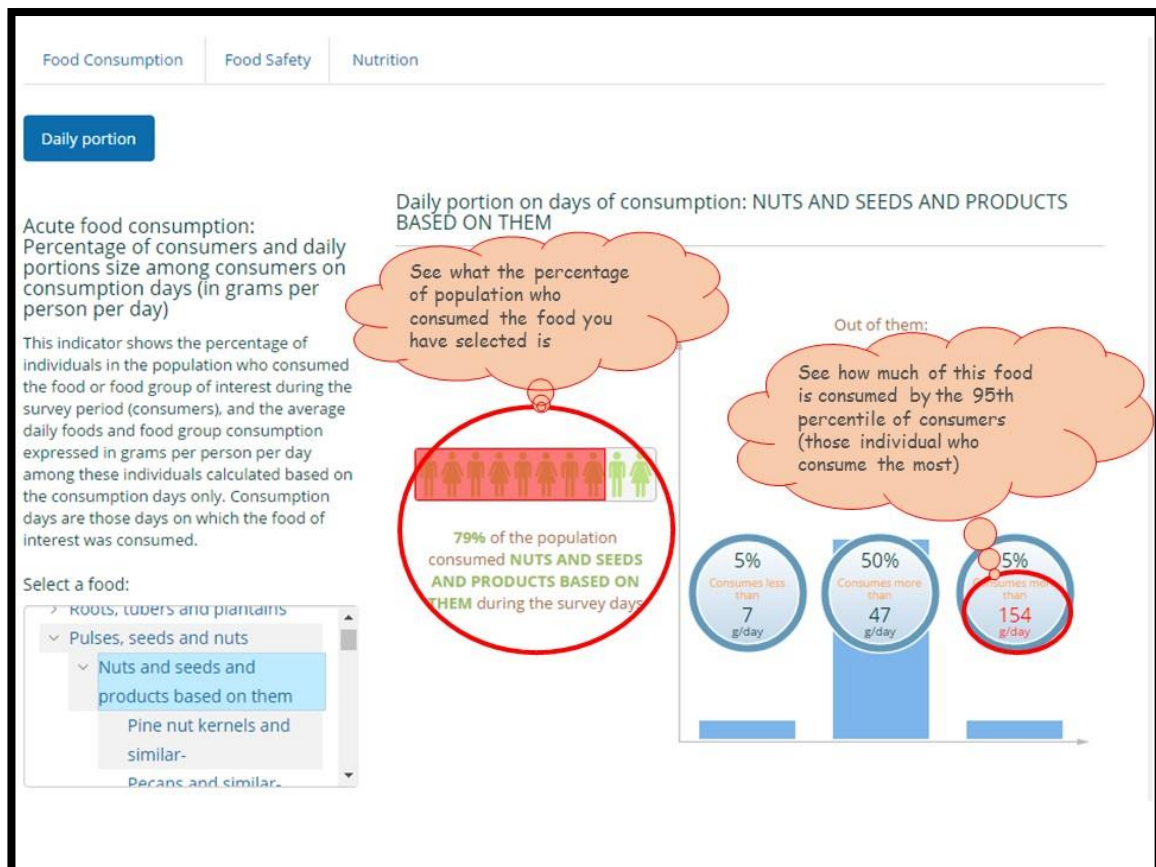 Food Consumption
Food Safety
Nutrition
Daily portion
Acute food consumption:
Percentage of consumers and daily
portions size among consumers on
consumption days (in grams per
person per day)
This indicator shows the percentage of
individuals in the population who consumed
the food or food group of interest during the
survey period (consumers), and the average
daily foods and food group consumption
expressed in grams per person per day
among these individuals calculated based on
the consumption days only. Consumption
days are those days on which the food of
interest was consumed.
Select a food:
Roots, tubers and plantains
Pulses, seeds and nuts
Nuts and seeds and
products based on them
Pine nut kernels and
similar-
Pecans and similar-
Daily portion on days of consumption: NUTS AND SEEDS AND PRODUCTS
BASED ON THEM
See what the percentage
of population who
consumed the food you
have selected is
79% of the population
consumed NUTS AND SEEDS
AND PRODUCTS BASED ON
THEM during the survey days
Out of them:
See how much of this food
is consumed by the 95th
percentile of consumers
(those individual who
consume the most)
5%
Consumes less
than
7
g/day
50%
Consumes more
than
47
g/day
5%
Consumes more
than
154
g/day